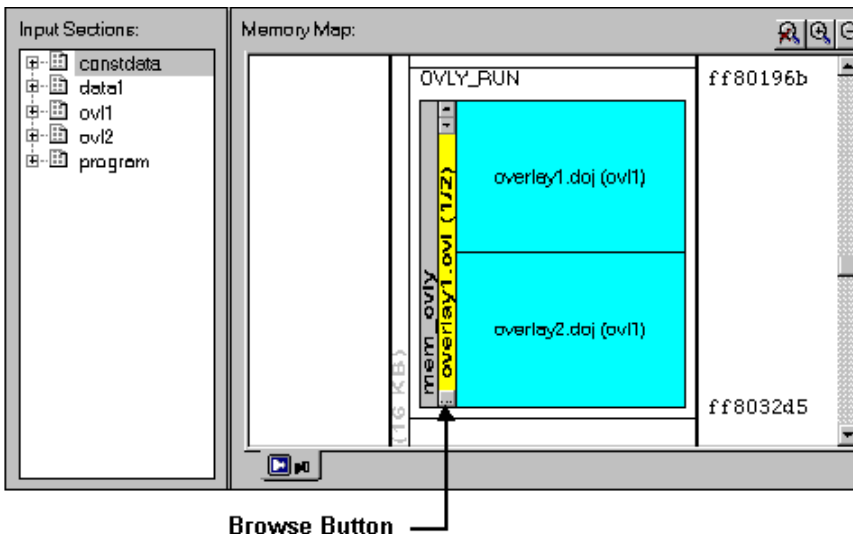 Input Sections:
constdata
data1
ovl1
ovl2
program
Memory Map:
OVLY_RUN
ff80196b
mem_ovly
overlay1.ovl (1/2)
overlay1.doj (ovl1)
overlay2.doj (ovl1)
(16 KB)
ff8032d5
p0
Browse Button